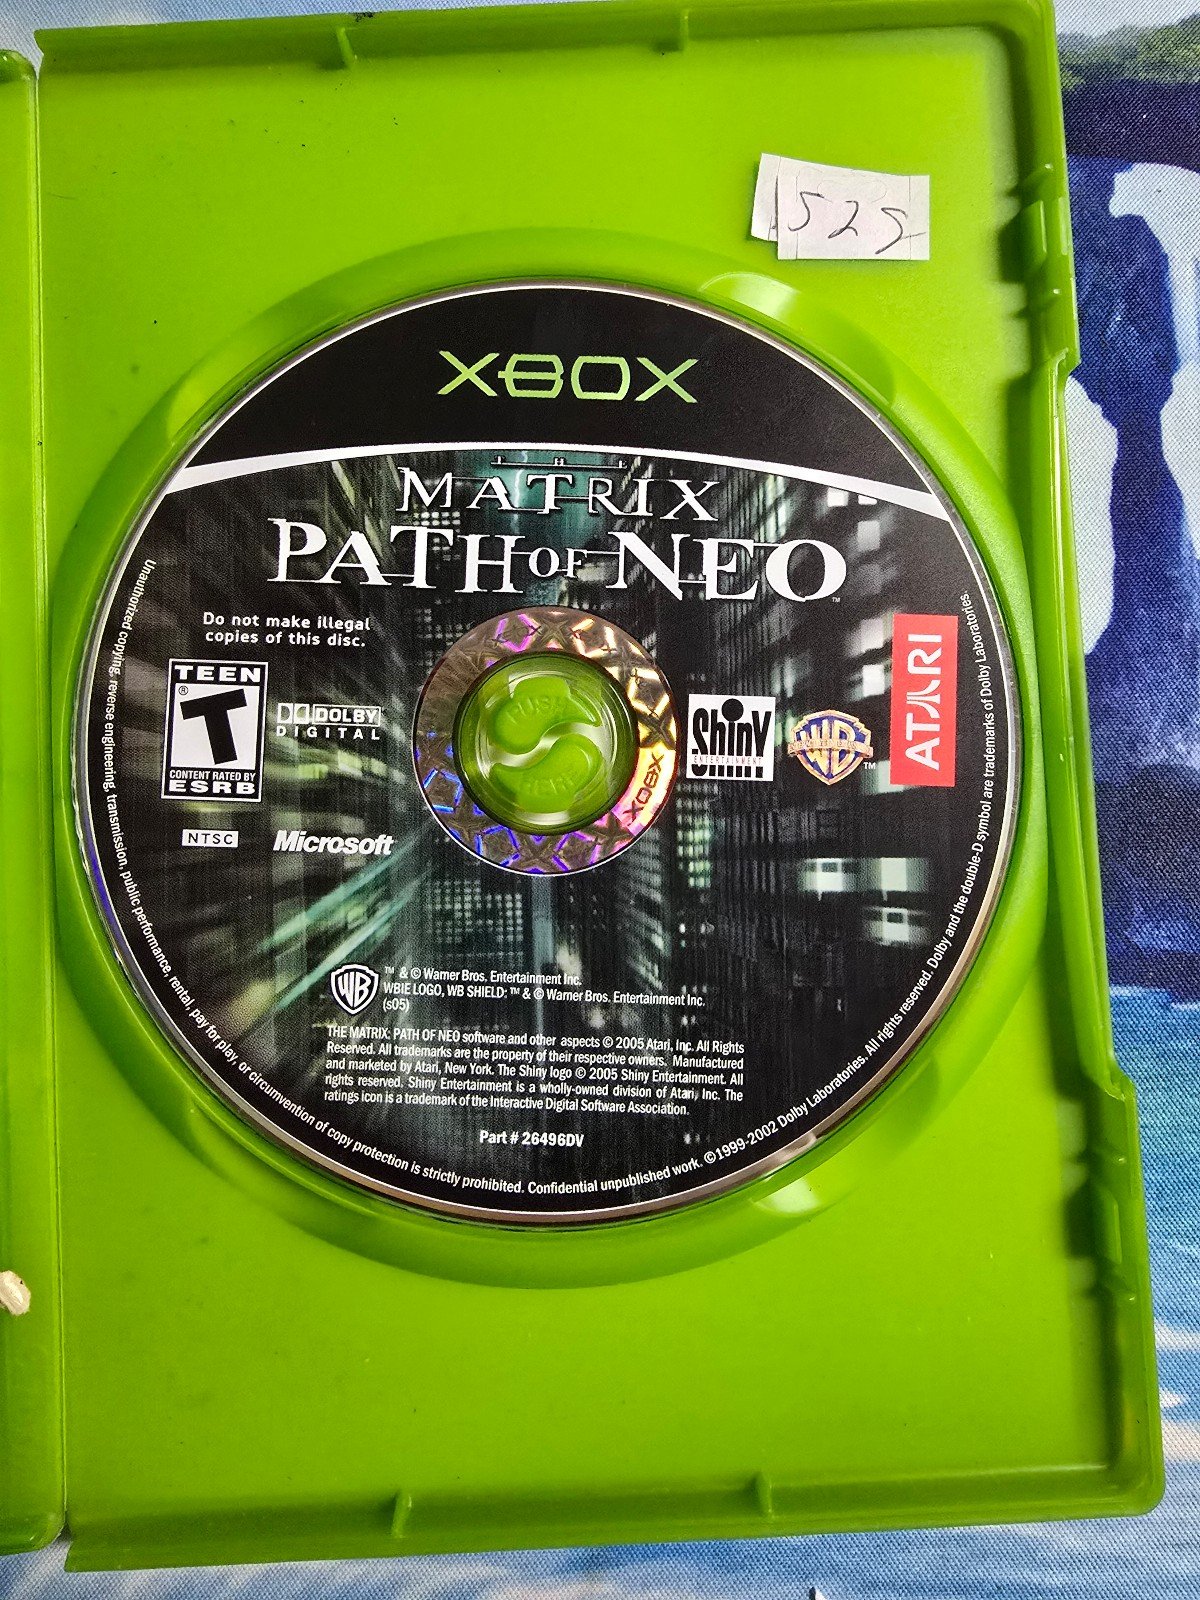 1525
XBOX
THE
MATRIX
PATH OF NEO™
Do not make illegal
copies of this disc.
TEEN
T®
CONTENT RATED BY
ESRB
DOLBY
DIGITAL
NTSC
Microsoft
XBOX
Shiny
ENTERTAINMENT
WB
™
ATARI
WB
™ & © Warner Bros. Entertainment Inc.
WBIE LOGO, WB SHIELD: ™ & © Warner Bros. Entertainment Inc.
(s05)
THE MATRIX: PATH OF NEO software and other aspects © 2005 Atari, Inc. All Rights
Reserved. All trademarks are the property of their respective owners. Manufactured
and marketed by Atari, New York. The Shiny logo © 2005 Shiny Entertainment. All
rights reserved. Shiny Entertainment is a wholly-owned division of Atari, Inc. The
ratings icon is a trademark of the Interactive Digital Software Association.
Part # 26496DV
Unauthorized copying, reverse engineering, transmission, public performance, rental, pay for play, or circumvention of copy protection is strictly prohibited. Confidential unpublished work. ©1999-2002 Dolby Laboratories. All rights reserved. Dolby and the double-D symbol are trademarks of Dolby Laboratories.